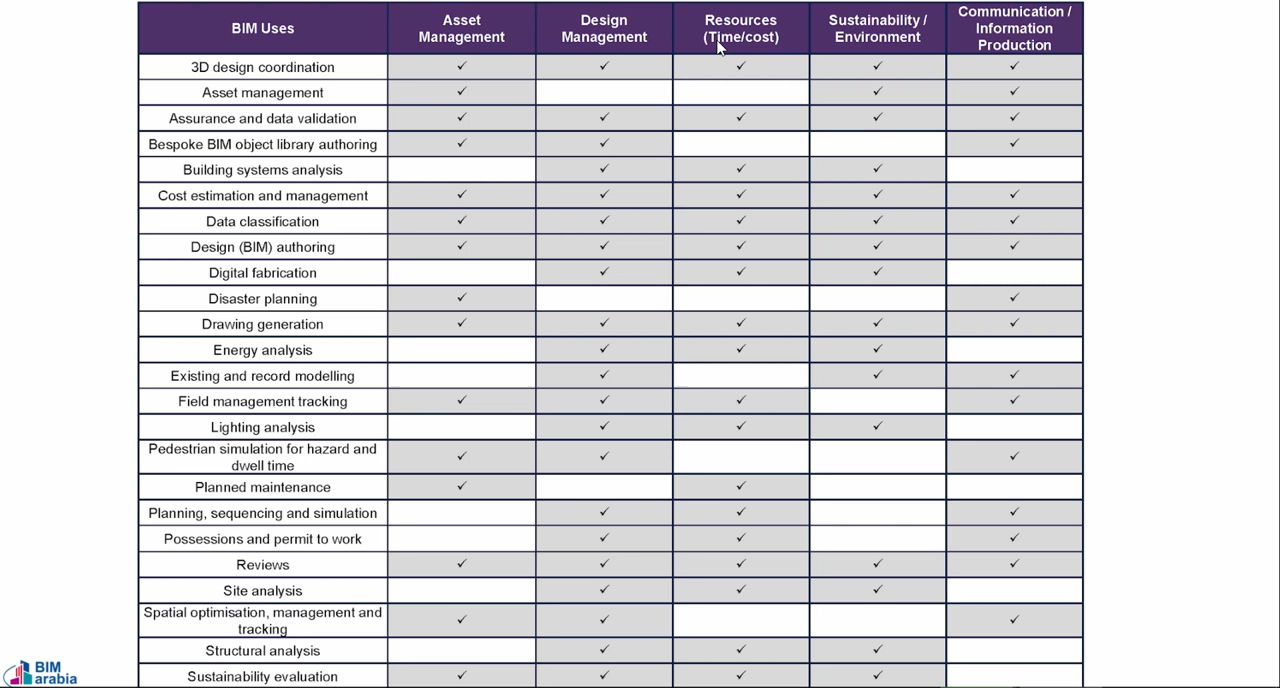 BIM Uses
Asset
Management
Design
Management
Resources
(Time/cost)
Sustainability /
Environment
Communication /
Information
Production
3D design coordination ✓ ✓ ✓ ✓ ✓
Asset management ✓ ✓ ✓
Assurance and data validation ✓ ✓ ✓ ✓ ✓
Bespoke BIM object library authoring ✓ ✓ ✓
Building systems analysis ✓ ✓ ✓
Cost estimation and management ✓ ✓ ✓ ✓ ✓
Data classification ✓ ✓ ✓ ✓ ✓
Design (BIM) authoring ✓ ✓ ✓ ✓ ✓
Digital fabrication ✓ ✓ ✓
Disaster planning ✓ ✓
Drawing generation ✓ ✓ ✓ ✓ ✓
Energy analysis ✓ ✓ ✓
Existing and record modelling ✓ ✓ ✓
Field management tracking ✓ ✓ ✓ ✓
Lighting analysis ✓ ✓ ✓
Pedestrian simulation for hazard and
dwell time ✓ ✓ ✓
Planned maintenance ✓ ✓
Planning, sequencing and simulation ✓ ✓ ✓
Possessions and permit to work ✓ ✓ ✓
Reviews ✓ ✓ ✓ ✓ ✓
Site analysis ✓ ✓ ✓
Spatial optimisation, management and
tracking ✓ ✓ ✓
Structural analysis ✓ ✓ ✓
Sustainability evaluation ✓ ✓ ✓ ✓
BIM
arabia